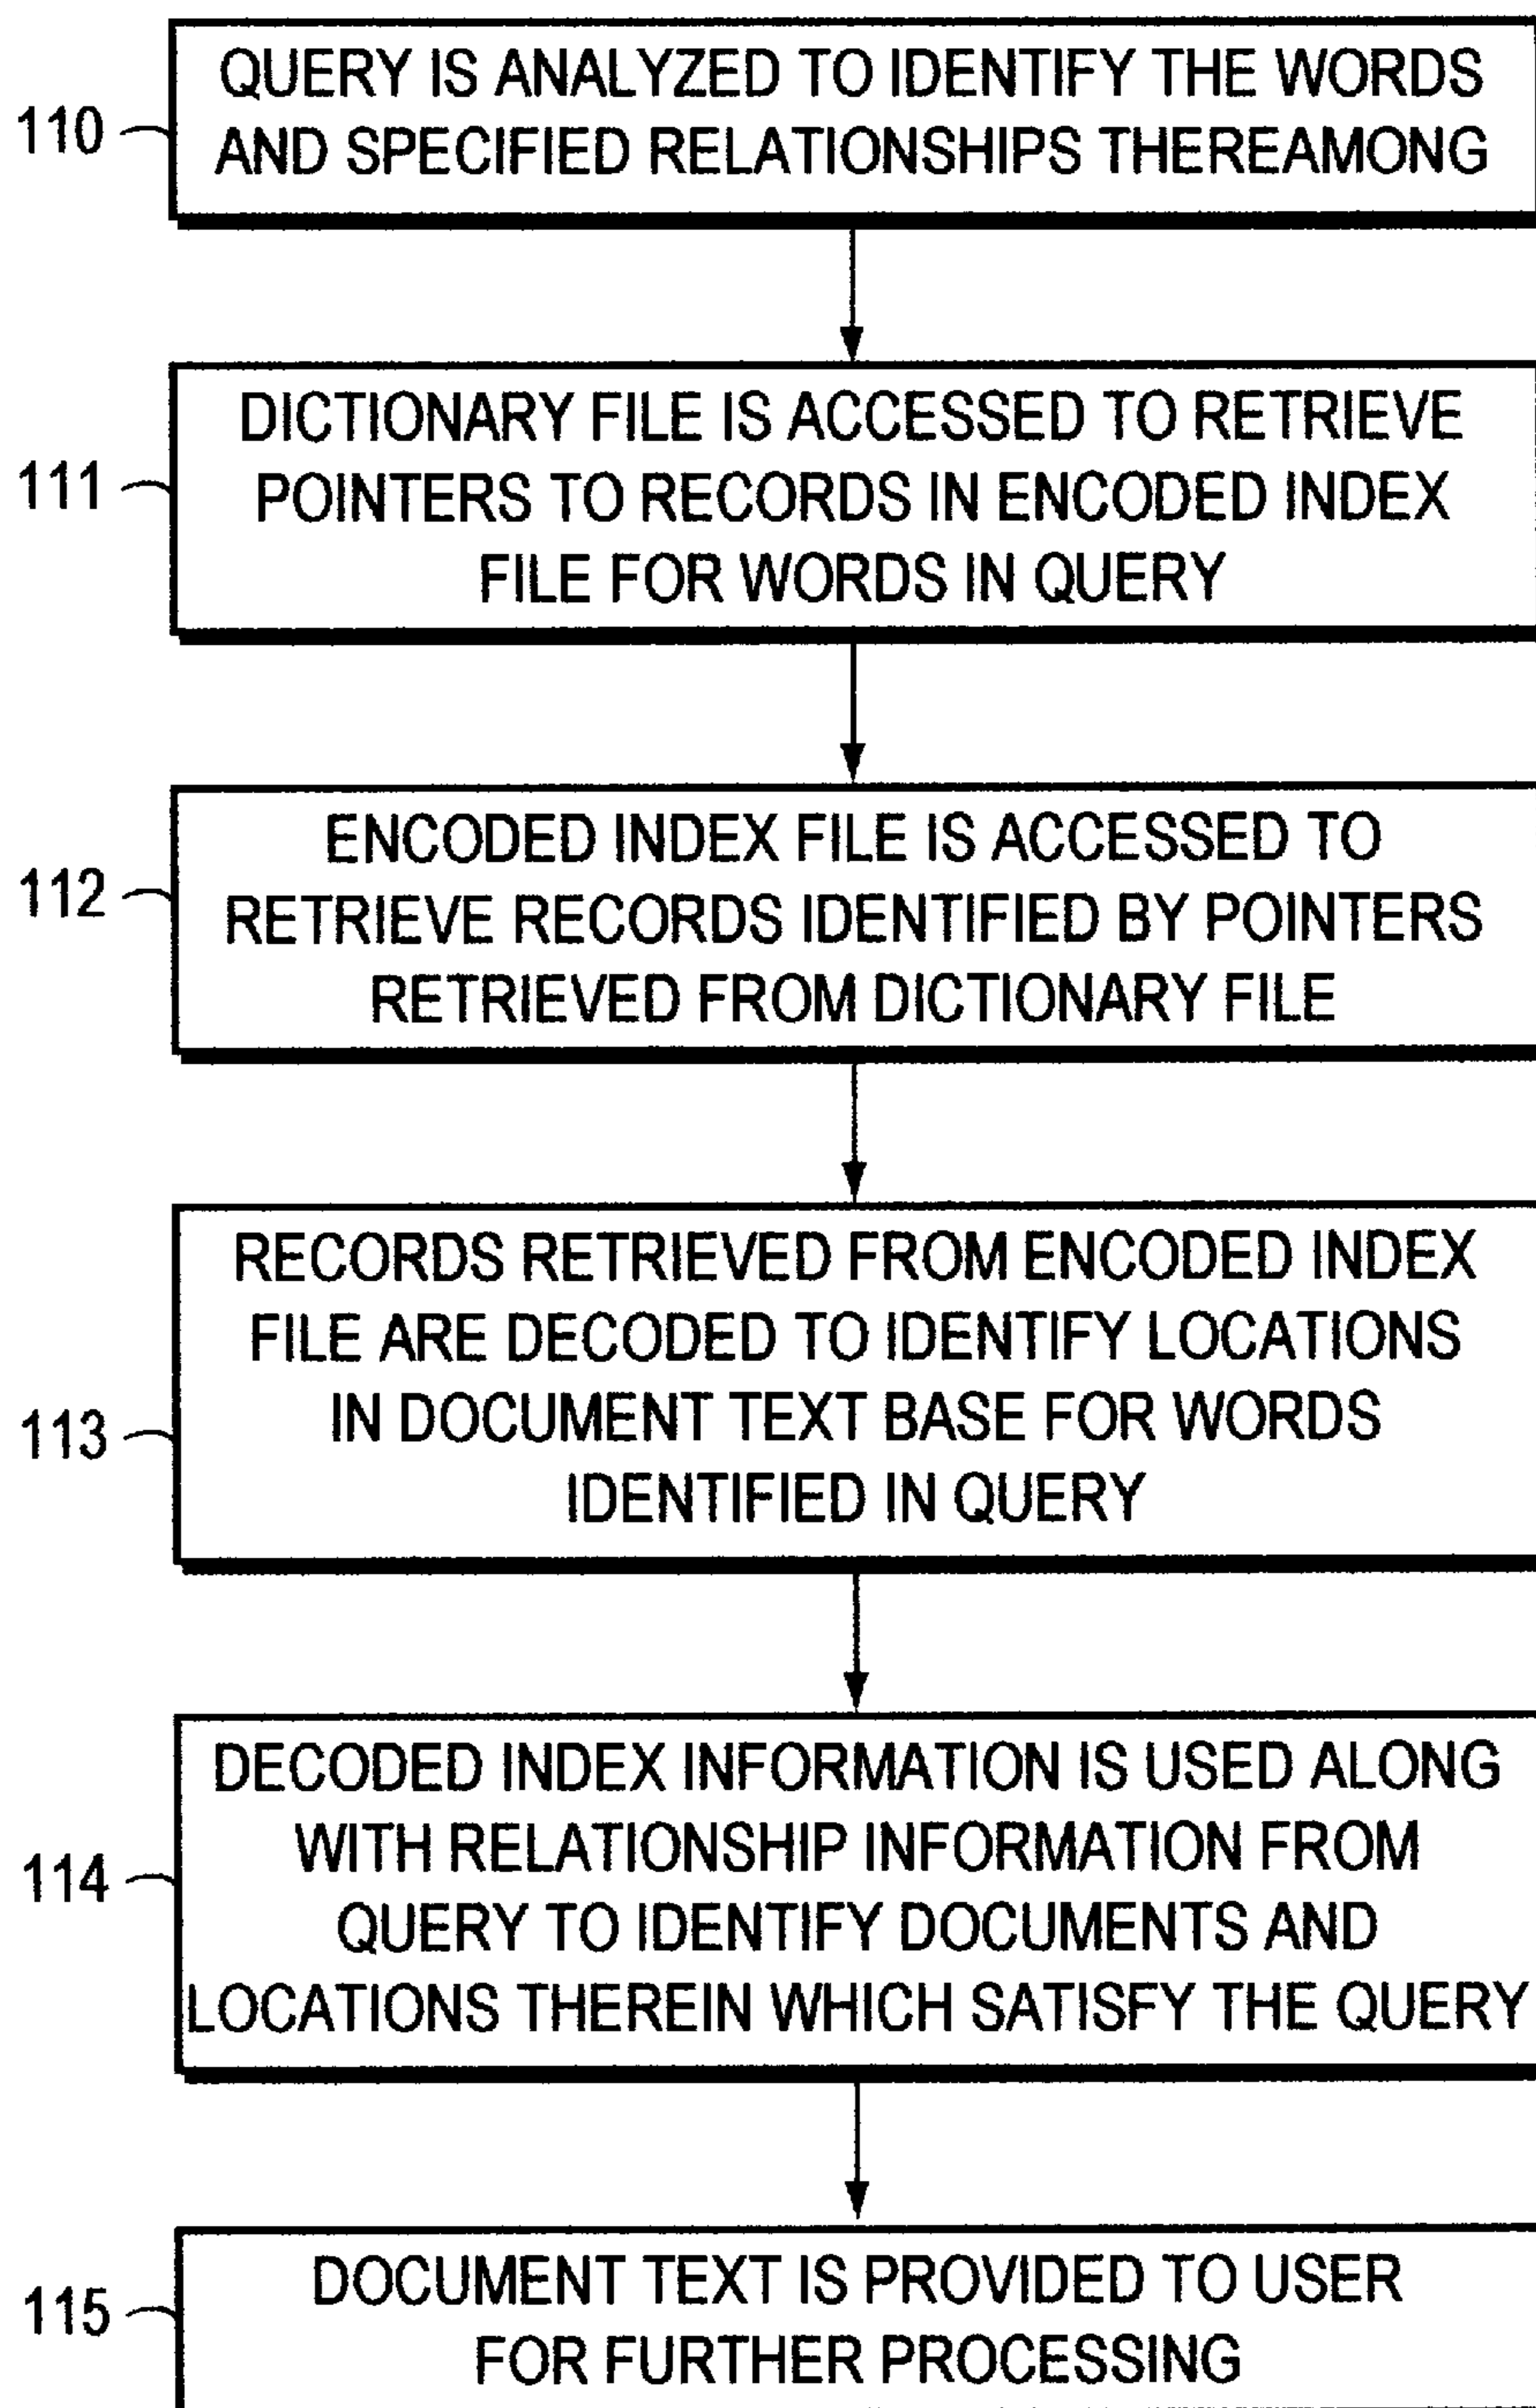 QUERY IS ANALYZED TO IDENTIFY THE WORDS
110
AND SPECIFIED RELATIONSHIPS THEREAMONG
DICTIONARY FILE IS ACCESSED TO RETRIEVE
111
POINTERS TO RECORDS IN ENCODED INDEX
FILE FOR WORDS IN QUERY
ENCODED INDEX FILE IS ACCESSED TO
112
RETRIEVE RECORDS IDENTIFIED BY POINTERS
RETRIEVED FROM DICTIONARY FILE
RECORDS RETRIEVED FROM ENCODED INDEX
FILE ARE DECODED TO IDENTIFY LOCATIONS
113
IN DOCUMENT TEXT BASE FOR WORDS
IDENTIFIED IN QUERY
DECODED INDEX INFORMATION IS USED ALONG
WITH RELATIONSHIP INFORMATION FROM
114
QUERY TO IDENTIFY DOCUMENTS AND
LOCATIONS THEREIN WHICH SATISFY THE QUERY
DOCUMENT TEXT IS PROVIDED TO USER
115
FOR FURTHER PROCESSING